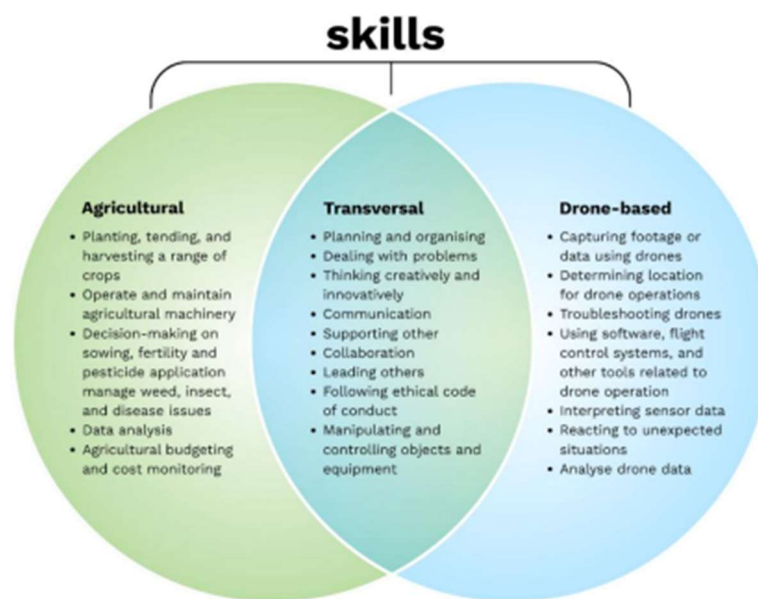 skills
Agricultural
• Planting, tending, and
harvesting a range of
crops
• Operate and maintain
agricultural machinery
• Decision-making on
sowing, fertility and
pesticide application
manage weed, insect,
and disease issues
• Data analysis
• Agricultural budgeting
and cost monitoring
Transversal
• Planning and organising
• Dealing with problems
• Thinking creatively and
innovatively
• Communication
• Supporting other
• Collaboration
• Leading others
• Following ethical code
of conduct
• Manipulating and
controlling objects and
equipment
Drone-based
• Capturing footage or
data using drones
• Determining location
for drone operations
• Troubleshooting drones
• Using software, flight
control systems, and
other tools related to
drone operation
• Interpreting sensor data
• Reacting to unexpected
situations
• Analyse drone data